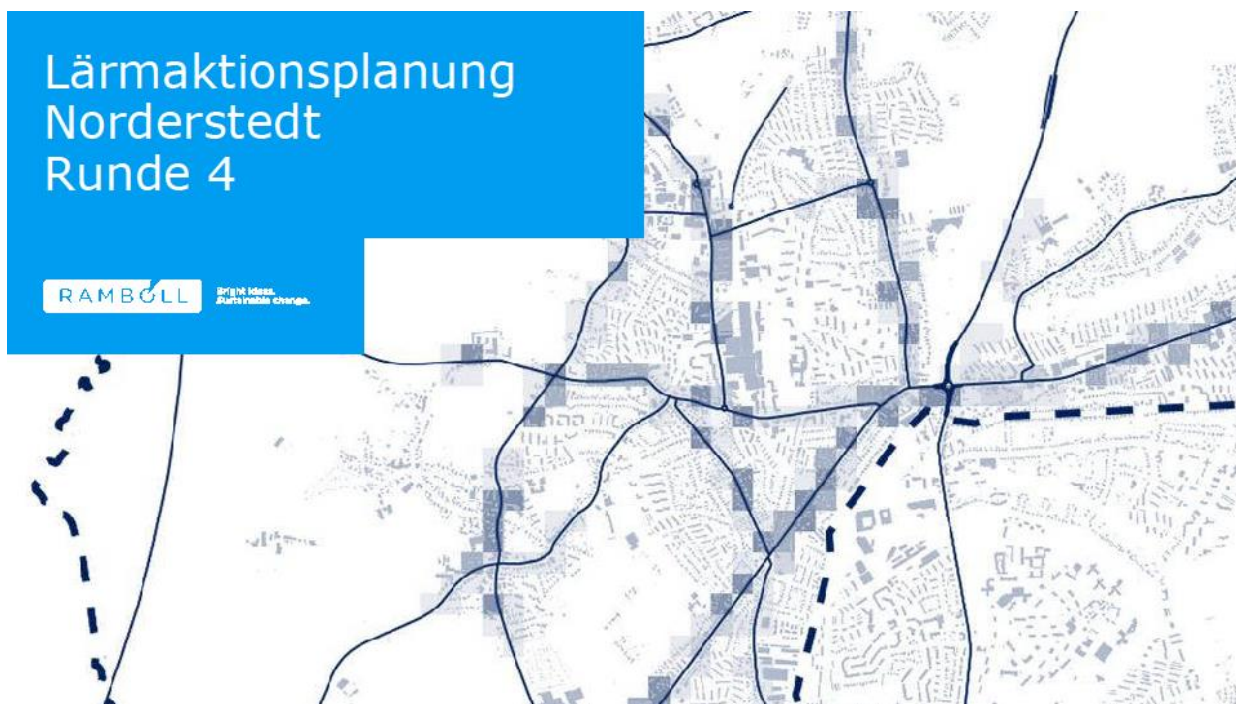 Lärmaktionsplanung
Norderstedt
Runde 4
RAMBOLL
Bright ideas.
Sustainable change.